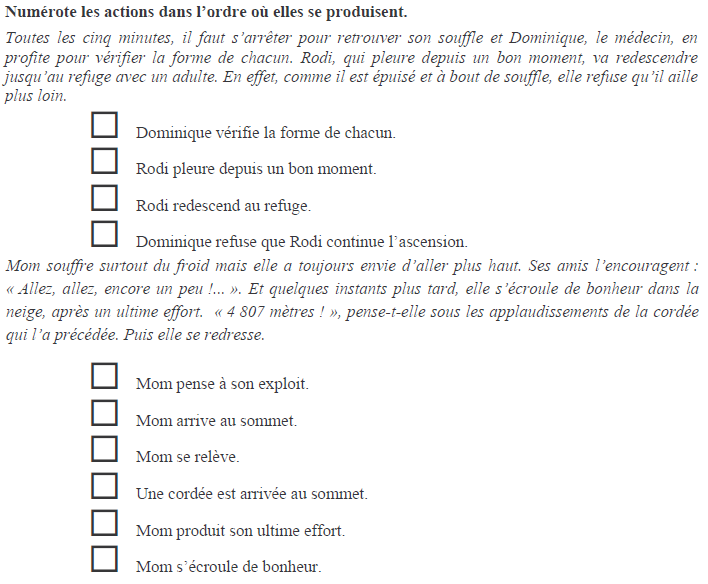 Numérote les actions dans l’ordre où elles se produisent.
Toutes les cinq minutes, il faut s’arrêter pour retrouver son souffle et Dominique, le médecin, en
profite pour vérifier la forme de chacun. Rodi, qui pleure depuis un bon moment, va redescendre
jusqu’au refuge avec un adulte. En effet, comme il est épuisé et à bout de souffle, elle refuse qu’il aille
plus loin.
Dominique vérifie la forme de chacun.
Rodi pleure depuis un bon moment.
Rodi redescend au refuge.
Dominique refuse que Rodi continue l’ascension.
Mom souffre surtout du froid mais elle a toujours envie d’aller plus haut. Ses amis l’encouragent :
« Allez, allez, encore un peu !... ». Et quelques instants plus tard, elle s’écroule de bonheur dans la
neige, après un ultime effort. « 4 807 mètres ! », pense-t-elle sous les applaudissements de la cordée
qui l’a précédée. Puis elle se redresse.
Mom pense à son exploit.
Mom arrive au sommet.
Mom se relève.
Une cordée est arrivée au sommet.
Mom produit son ultime effort.
Mom s’écroule de bonheur.